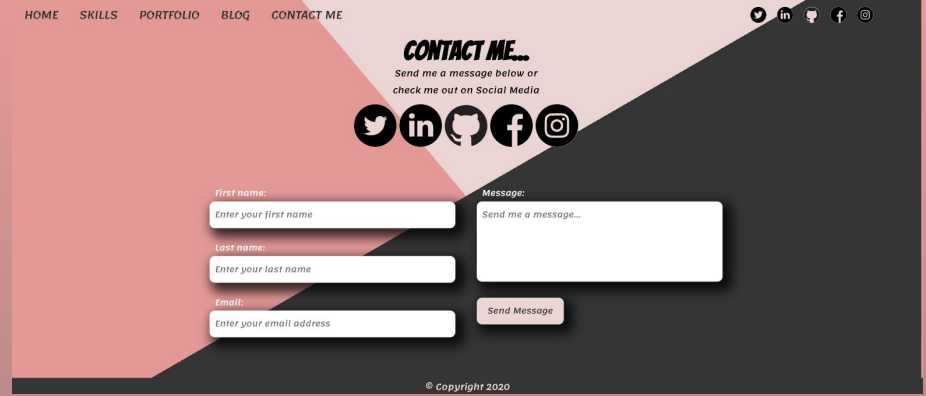 HOME SKILLS PORTFOLIO BLOG CONTACT ME
CONTACT ME...
Send me a message below or
check me out on Social Media
First name:
Enter your first name
Last name:
Enter your last name
Email:
Enter your email address
Message:
Send me a message...
Send Message
© Copyright 2020